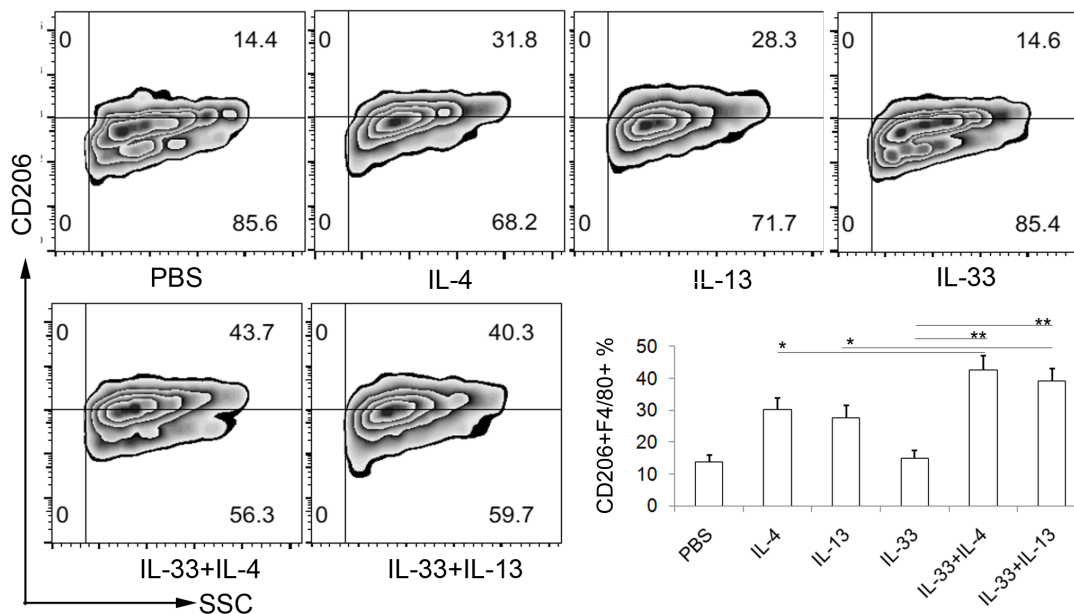 0 14.4
0 85.6
PBS
0 31.8
0 68.2
IL-4
0 28.3
0 71.7
IL-13
0 14.6
0 85.4
IL-33
CD206
0 43.7
0 56.3
IL-33+IL-4
0 40.3
0 59.7
IL-33+IL-13
SSC
CD206+F4/80+ %
50
40
30
20
10
0
* * ** **
PBS IL-4 IL-13 IL-33 IL-33+IL-4 IL-33+IL-13